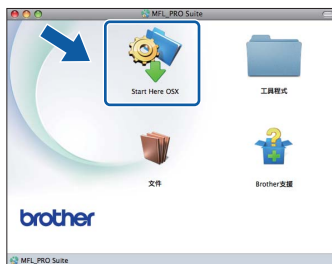 MFL_PRO Suite
Start Here OSX
工具程式
文件
Brother支援
brother
MFL_PRO Suite